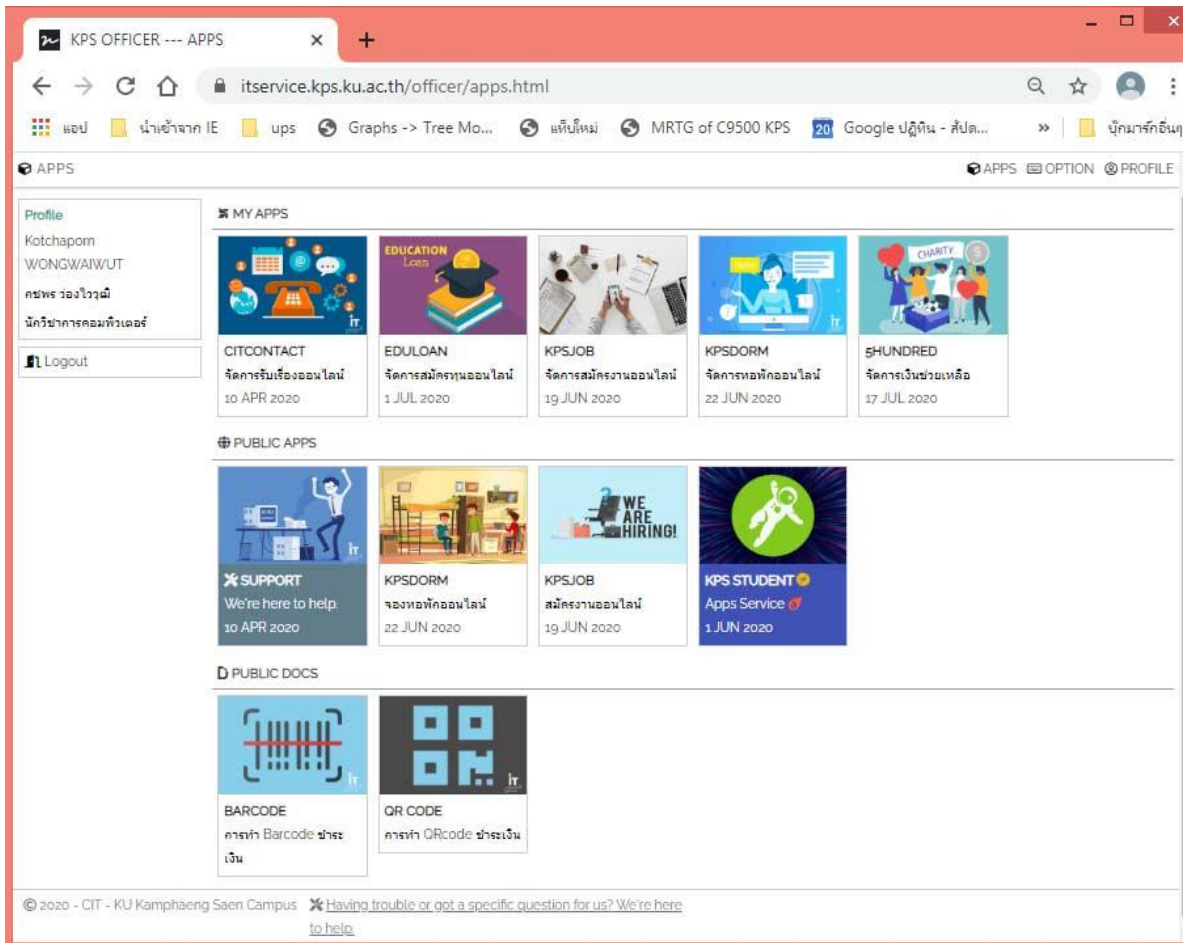 KPS OFFICER --- APPS
itservice.kps.ku.ac.th/officer/apps.html
แอป นำเข้าจาก IE ups Graphs -> Tree Mo... แท็บใหม่ MRTG of C9500 KPS 20 Google ปฏิทิน - สัปด... » บุ๊กมาร์กอื่นๆ
APPS APPS OPTION PROFILE
Profile
Kotchaporn
WONGWAIWUT
คชพร ว่องไววุฒิ
นักวิชาการคอมพิวเตอร์
Logout
MY APPS
EDUCATION
Loan
HELLO
CHARITY
CITCONTACT EDULOAN KPSJOB KPSDORM 5HUNDRED
จัดการรับเรื่องออนไลน์ จัดการสมัครทุนออนไลน์ จัดการสมัครงานออนไลน์ จัดการหอพักออนไลน์ จัดการเงินช่วยเหลือ
10 APR 2020 1 JUL 2020 19 JUN 2020 22 JUN 2020 17 JUL 2020
PUBLIC APPS
WE
ARE
HIRING!
SUPPORT KPSDORM KPSJOB KPS STUDENT
We're here to help. จองหอพักออนไลน์ สมัครงานออนไลน์ Apps Service
10 APR 2020 22 JUN 2020 19 JUN 2020 1 JUN 2020
PUBLIC DOCS
BARCODE QR CODE
การทำ Barcode ชำระ การทำ QRcode ชำระเงิน
เงิน
© 2020 - CIT - KU Kamphaeng Saen Campus Having trouble or got a specific question for us? We're here
to help.